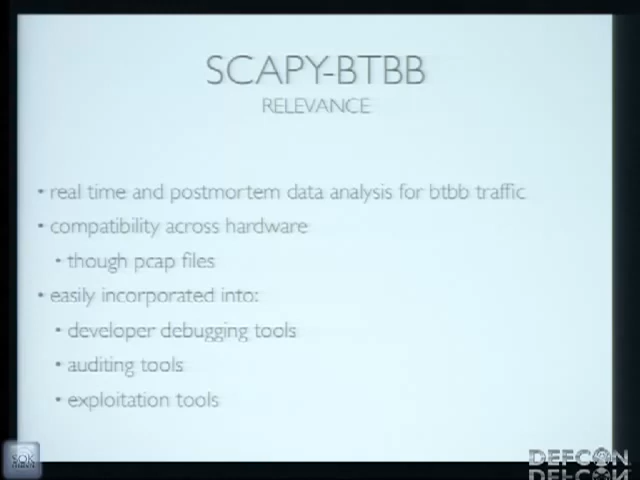 SCAPY-BTBB
RELEVANCE
• real time and postmortem data analysis for btbb traffic
• compatibility across hardware
• though pcap files
• easily incorporated into:
• developer debugging tools
• auditing tools
• exploitation tools
SOK
DEFCON